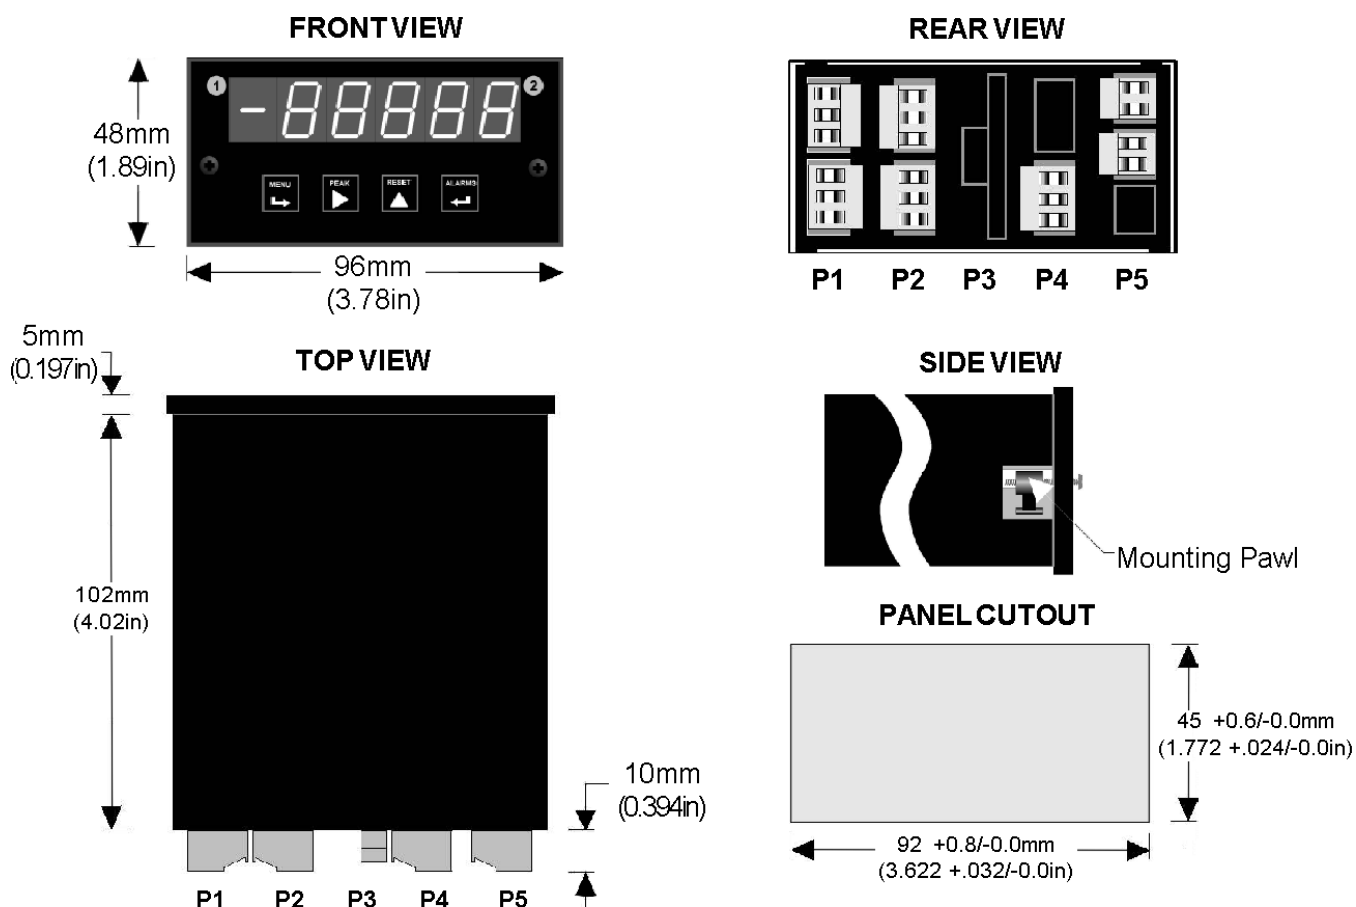 FRONT VIEW
1
-88888
2
MENU
PEAK
RESET
ALARMS
48mm
(1.89in)
96mm
(3.78in)
REAR VIEW
P1 P2 P3 P4 P5
5mm
(0.197in)
TOP VIEW
102mm
(4.02in)
10mm
(0.394in)
P1 P2 P3 P4 P5
SIDE VIEW
Mounting Pawl
PANEL CUTOUT
45 +0.6/-0.0mm
(1.772 +.024/-0.0in)
92 +0.8/-0.0mm
(3.622 +.032/-0.0in)